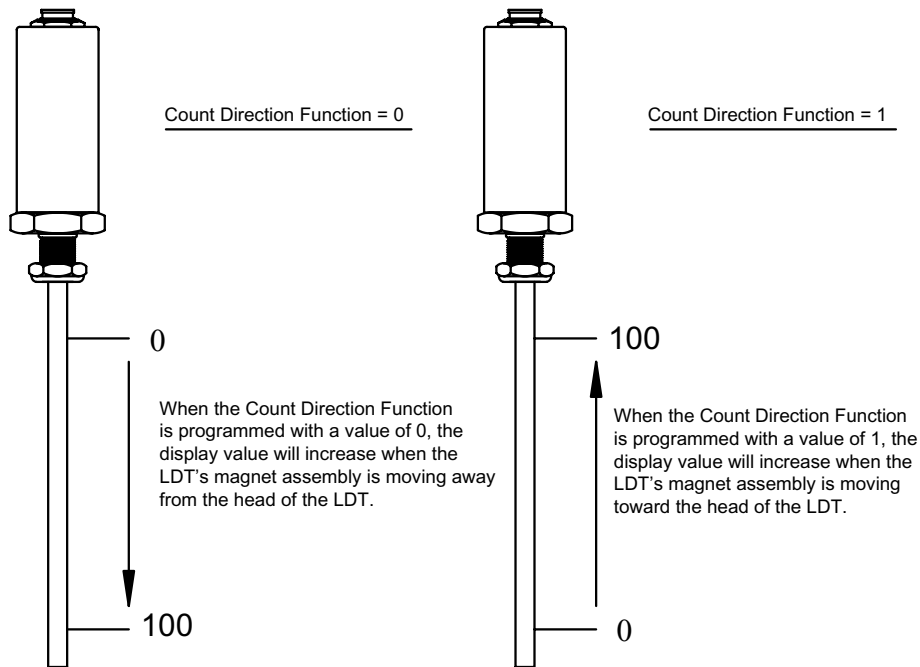 Count Direction Function = 0
0
When the Count Direction Function
is programmed with a value of 0, the
display value will increase when the
LDT's magnet assembly is moving away
from the head of the LDT.
100
Count Direction Function = 1
100
When the Count Direction Function
is programmed with a value of 1, the
display value will increase when the
LDT's magnet assembly is moving
toward the head of the LDT.
0